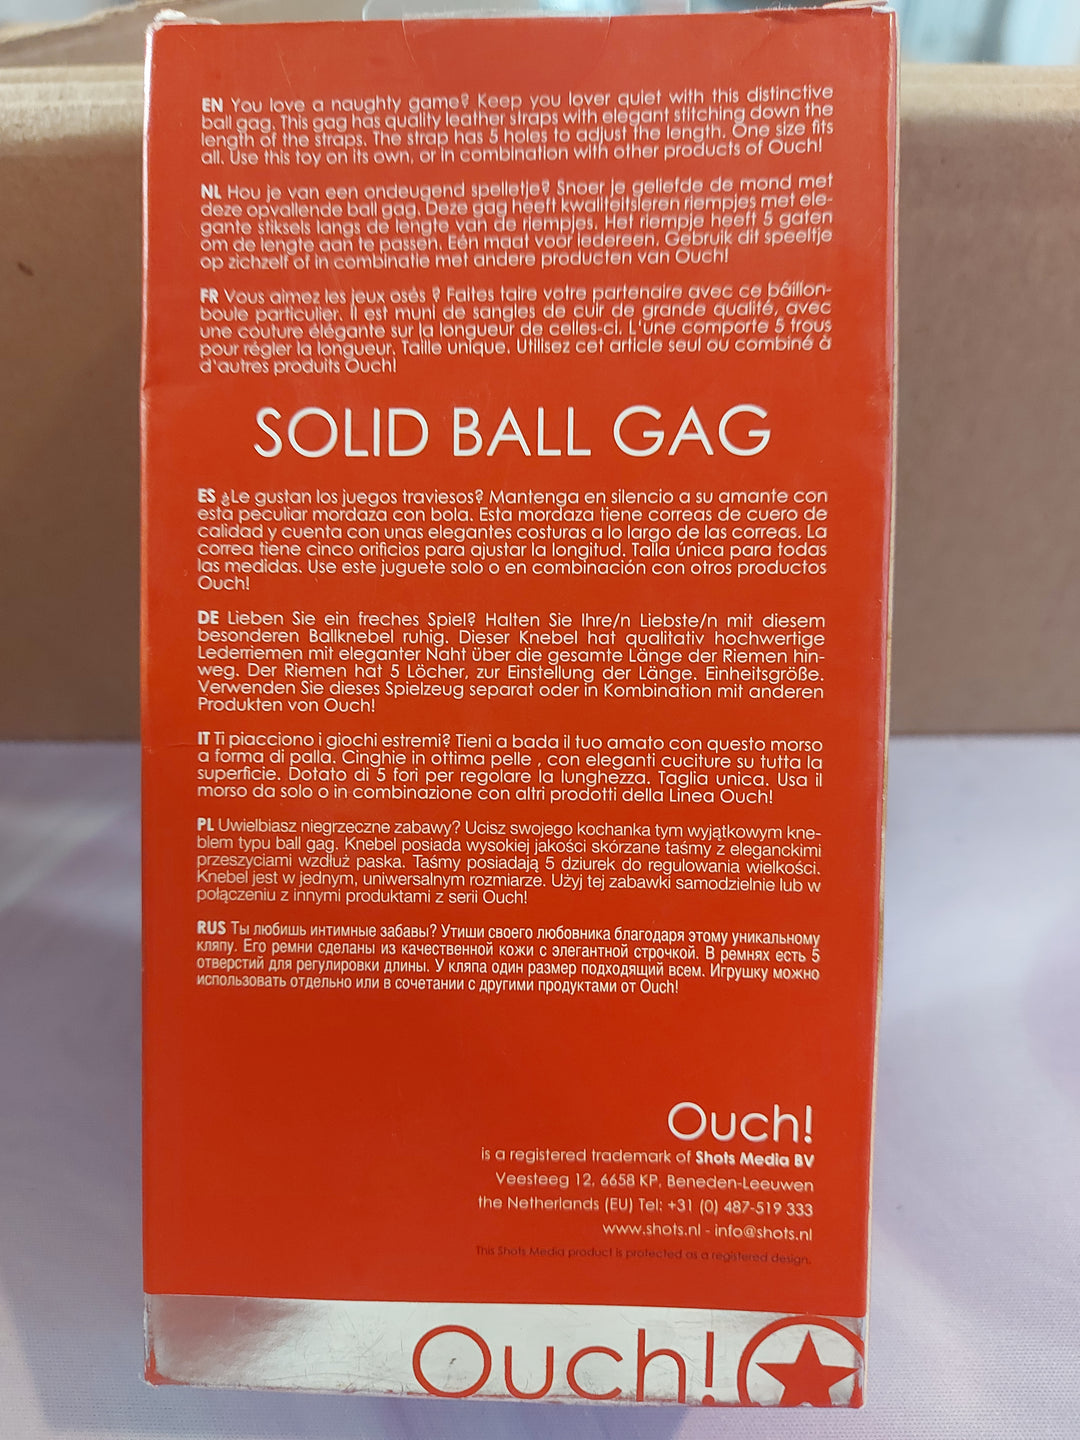 EN You love a naughty game? Keep you lover quiet with this distinctive
ball gag. This gag has quality leather straps with elegant stitching down the
length of the straps. The strap has 5 holes to adjust the length. One size fits
all. Use this toy on its own, or in combination with other products of Ouch!
NL Hou je van een ondeugend spelletje? Snoer je geliefde de mond met
deze opvallende ball gag. Deze gag heeft kwaliteitsleren riempjes met ele-
gante stiksels langs de lengte van de riempjes. Het riempje heeft 5 gaten
om de lengte aan te passen. Eén maat voor iedereen. Gebruik dit speeltje
op zichzelf of in combinatie met andere producten van Ouch!
FR Vous aimez les jeux osés ? Faites taire votre partenaire avec ce bâillon-
boule particulier. Il est muni de sangles de cuir de grande qualité, avec
une couture élégante sur la longueur de celles-ci. L'une comporte 5 trous
pour régler la longueur. Taille unique. Utilisez cet article seul ou combiné à
d'autres produits Ouch!
SOLID BALL GAG
ES ¿Le gustan los juegos traviesos? Mantenga en silencio a su amante con
esta peculiar mordaza con bola. Esta mordaza tiene correas de cuero de
calidad y cuenta con unas elegantes costuras a lo largo de las correas. La
correa tiene cinco orificios para ajustar la longitud. Talla única para todas
las medidas. Use este juguete solo o en combinación con otros productos
Ouch!
DE Lieben Sie ein freches Spiel? Halten Sie Ihre/n Liebste/n mit diesem
besonderen Ballknebel ruhig. Dieser Knebel hat qualitativ hochwertige
Lederriemen mit eleganter Naht über die gesamte Länge der Riemen hin-
weg. Der Riemen hat 5 Löcher, zur Einstellung der Länge. Einheitsgröße.
Verwenden Sie dieses Spielzeug separat oder in Kombination mit anderen
Produkten von Ouch!
IT Ti piacciono i giochi estremi? Tieni a bada il tuo amato con questo morso
a forma di palla. Cinghie in ottima pelle , con eleganti cuciture su tutta la
superficie. Dotato di 5 fori per regolare la lunghezza. Taglia unica. Usa il
morso da solo o in combinazione con altri prodotti della Linea Ouch!
PL Uwielbiasz niegrzeczne zabawy? Ucisz swojego kochanka tym wyjątkowym kne-
blem typu ball gag. Knebel posiada wysokiej jakości skórzane taśmy z eleganckimi
przeszyciami wzdłuż paska. Taśmy posiadają 5 dziurek do regulowania wielkości.
Knebel jest w jednym, uniwersalnym rozmiarze. Użyj tej zabawki samodzielnie lub w
połączeniu z innymi produktami z serii Ouch!
RUS Ты любишь интимные забавы? Утиши своего любовника благодаря этому уникальному
кляпу. Его ремни сделаны из качественной кожи с элегантной строчкой. В ремнях есть 5
отверстий для регулировки длины. У кляпа один размер подходящий всем. Игрушку можно
использовать отдельно или в сочетании с другими продуктами от Ouch!
Ouch!
is a registered trademark of Shots Media BV
Veesteeg 12, 6658 KP, Beneden-Leeuwen
the Netherlands (EU) Tel: +31 (0) 487-519 333
www.shots.nl - info@shots.nl
This Shots Media product is protected as a registered design.
Ouch!